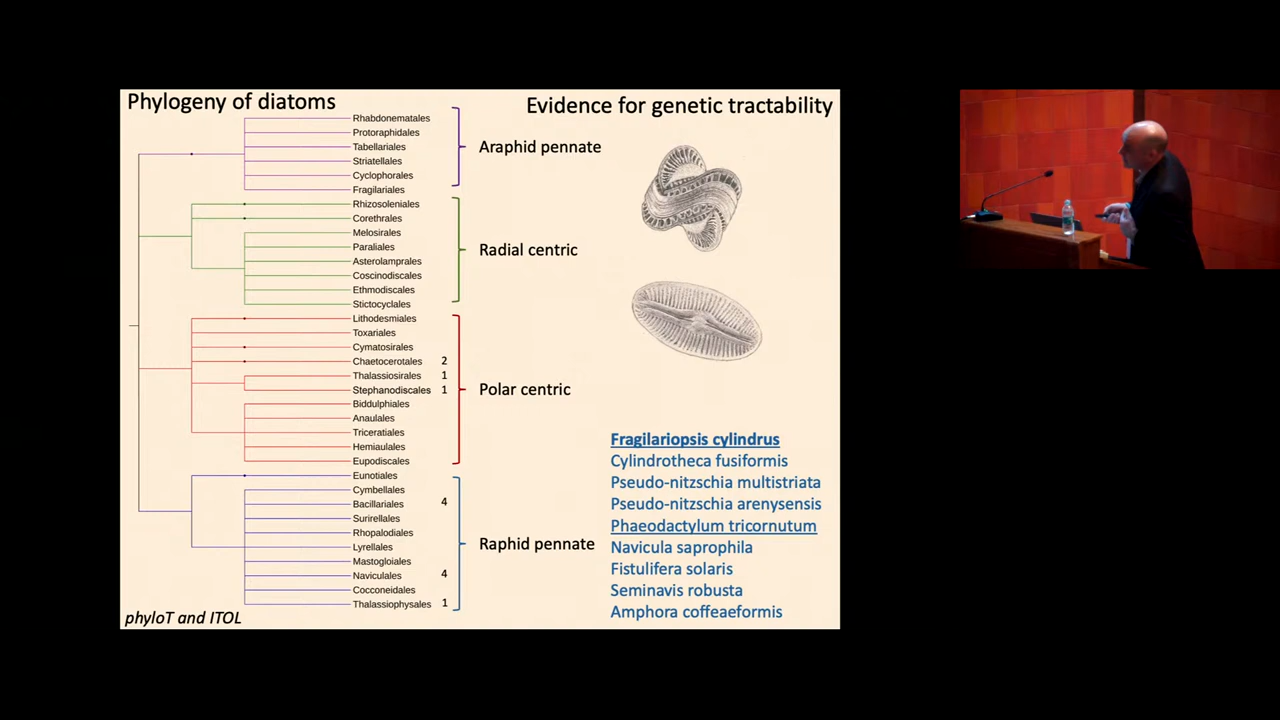 Phylogeny of diatoms
Evidence for genetic tractability
Rhabdonematales
Protoraphidales
Tabellariales
Striatellales
Cyclophorales
Fragilariales
Araphid pennate
Rhizosoleniales
Corethrales
Melosirales
Paraliales
Asterolamprales
Coscinodiscales
Ethmodiscales
Stictocyclales
Radial centric
Lithodesmiales
Toxariales
Cymatosirales
Chaetocerotales 2
Thalassiosirales 1
Stephanodiscales 1
Biddulphiales
Anaulales
Triceratiales
Hemiaulales
Eupodiscales
Polar centric
Eunotiales
Cymbellales
Bacillariales 4
Surirellales
Rhopalodiales
Lyrellales
Mastogloiales
Naviculales 4
Cocconeidales
Thalassiophysales 1
Raphid pennate
Fragilariopsis cylindrus
Cylindrotheca fusiformis
Pseudo-nitzschia multistriata
Pseudo-nitzschia arenysensis
Phaeodactylum tricornutum
Navicula saprophila
Fistulifera solaris
Seminavis robusta
Amphora coffeaeformis
phyloT and ITOL